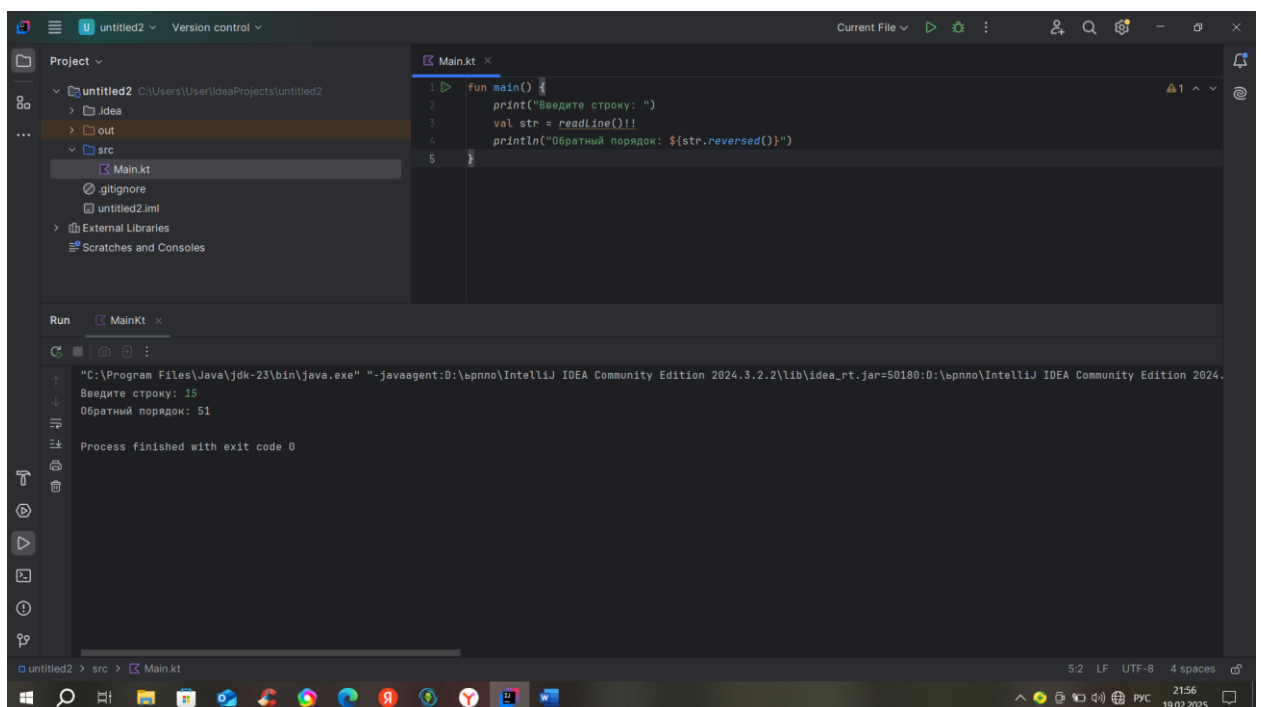 U untitled2 Version control Current File
Project
Main.kt
untitled2 C:\Users\User\IdeaProjects\untitled2
.idea
out
src
Main.kt
.gitignore
untitled2.iml
External Libraries
Scratches and Consoles
1 fun main() {
2 print("Введите строку: ")
3 val str = readLine()!!
4 println("Обратный порядок: ${str.reversed()}")
5 }
1
Run MainKt
"C:\Program Files\Java\jdk-23\bin\java.exe" "-javaagent:D:\ьрпло\IntelliJ IDEA Community Edition 2024.3.2.2\lib\idea_rt.jar=50180:D:\ьрпло\IntelliJ IDEA Community Edition 2024.
Введите строку: 15
Обратный порядок: 51
Process finished with exit code 0
untitled2 > src > Main.kt 5:2 LF UTF-8 4 spaces
РУС 21:56
19.02.2025